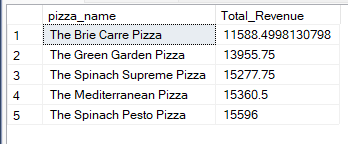 pizza_name Total_Revenue
1 The Brie Carre Pizza 11588.4998130798
2 The Green Garden Pizza 13955.75
3 The Spinach Supreme Pizza 15277.75
4 The Mediterranean Pizza 15360.5
5 The Spinach Pesto Pizza 15596